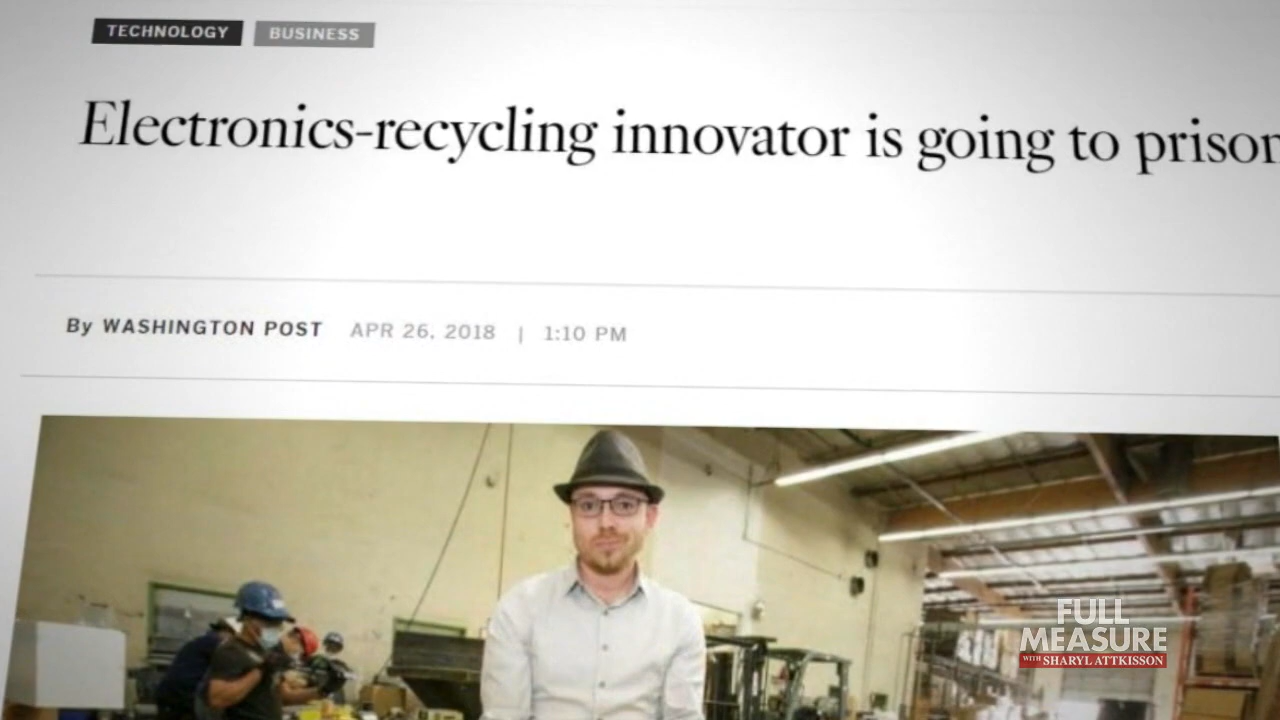 TECHNOLOGY BUSINESS
Electronics-recycling innovator is going to prison
By WASHINGTON POST APR 26, 2018 | 1:10 PM
FULL
MEASURE
WITH SHARYL ATTKISSON